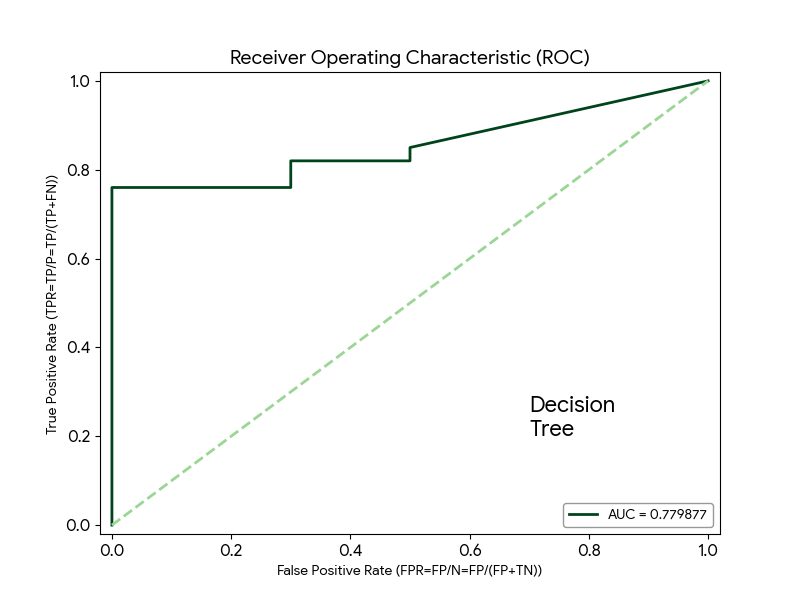 Receiver Operating Characteristic (ROC)
True Positive Rate (TPR=TP/P=TP/(TP+FN))
1.0
0.8
0.6
0.4
0.2
0.0
Decision
Tree
AUC = 0.779877
0.0 0.2 0.4 0.6 0.8 1.0
False Positive Rate (FPR=FP/N=FP/(FP+TN))